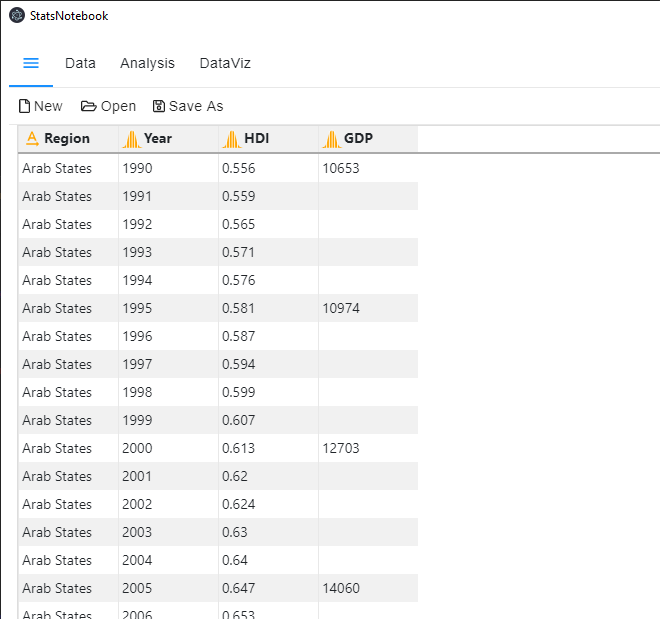 StatsNotebook
Data Analysis DataViz
New Open Save As
Region Year HDI GDP
Arab States 1990 0.556 10653
Arab States 1991 0.559
Arab States 1992 0.565
Arab States 1993 0.571
Arab States 1994 0.576
Arab States 1995 0.581 10974
Arab States 1996 0.587
Arab States 1997 0.594
Arab States 1998 0.599
Arab States 1999 0.607
Arab States 2000 0.613 12703
Arab States 2001 0.62
Arab States 2002 0.624
Arab States 2003 0.63
Arab States 2004 0.64
Arab States 2005 0.647 14060
Arab States 2006 0.653